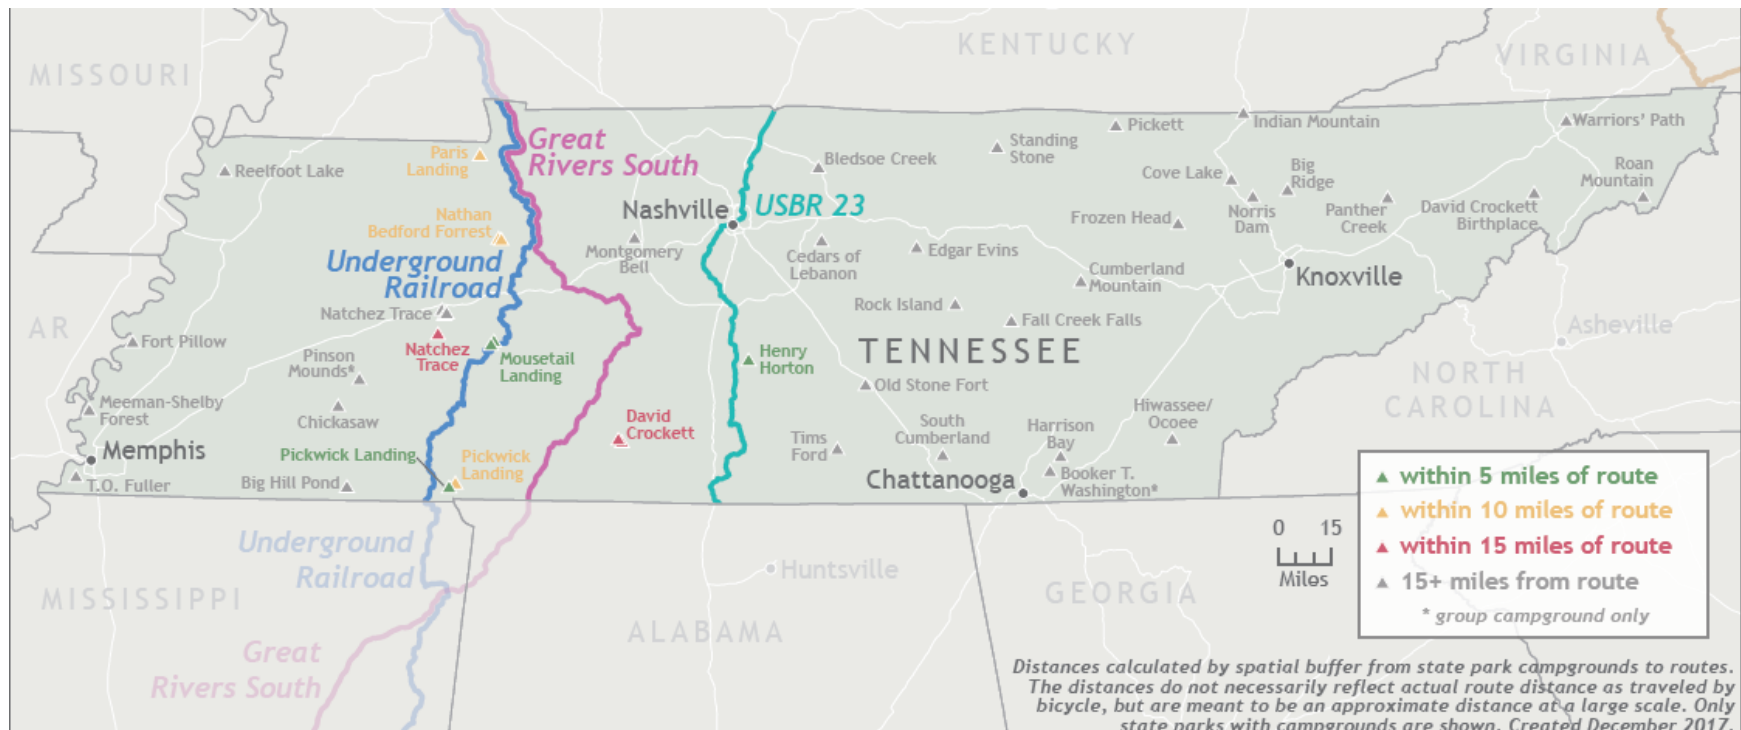 KENTUCKY
VIRGINIA
MISSOURI
Great
Rivers South
Paris
Landing
Reelfoot Lake
Nathan
Bedford Forrest
Underground
Railroad
Nashville
USBR 23
Bledsoe Creek
Standing
Stone
Pickett
Indian Mountain
Warriors' Path
Cove Lake
Big
Ridge
Roan
Mountain
Norris
Dam
Panther
Creek
David Crockett
Birthplace
Frozen Head
Montgomery
Bell
Cedars of
Lebanon
Edgar Evins
Cumberland
Mountain
Knoxville
AR
Natchez Trace
Fort Pillow
Natchez
Trace
Mousetail
Landing
Rock Island
Fall Creek Falls
Asheville
TENNESSEE
Henry
Horton
Pinson
Mounds*
Old Stone Fort
NORTH
CAROLINA
Meeman-Shelby
Forest
Chickasaw
David
Crockett
Tims
Ford
South
Cumberland
Harrison
Bay
Hiwassee/
Ocoee
Memphis
Pickwick Landing
Pickwick
Landing
T.O. Fuller
Big Hill Pond
Chattanooga
Booker T.
Washington*
within 5 miles of route
within 10 miles of route
within 15 miles of route
15+ miles from route
* group campground only
0 15
Miles
Underground
Railroad
MISSISSIPPI
Huntsville
ALABAMA
GEORGIA
Great
Rivers South
Distances calculated by spatial buffer from state park campgrounds to routes.
The distances do not necessarily reflect actual route distance as traveled by
bicycle, but are meant to be an approximate distance at a large scale. Only
state parks with campgrounds are shown. Created December 2017.